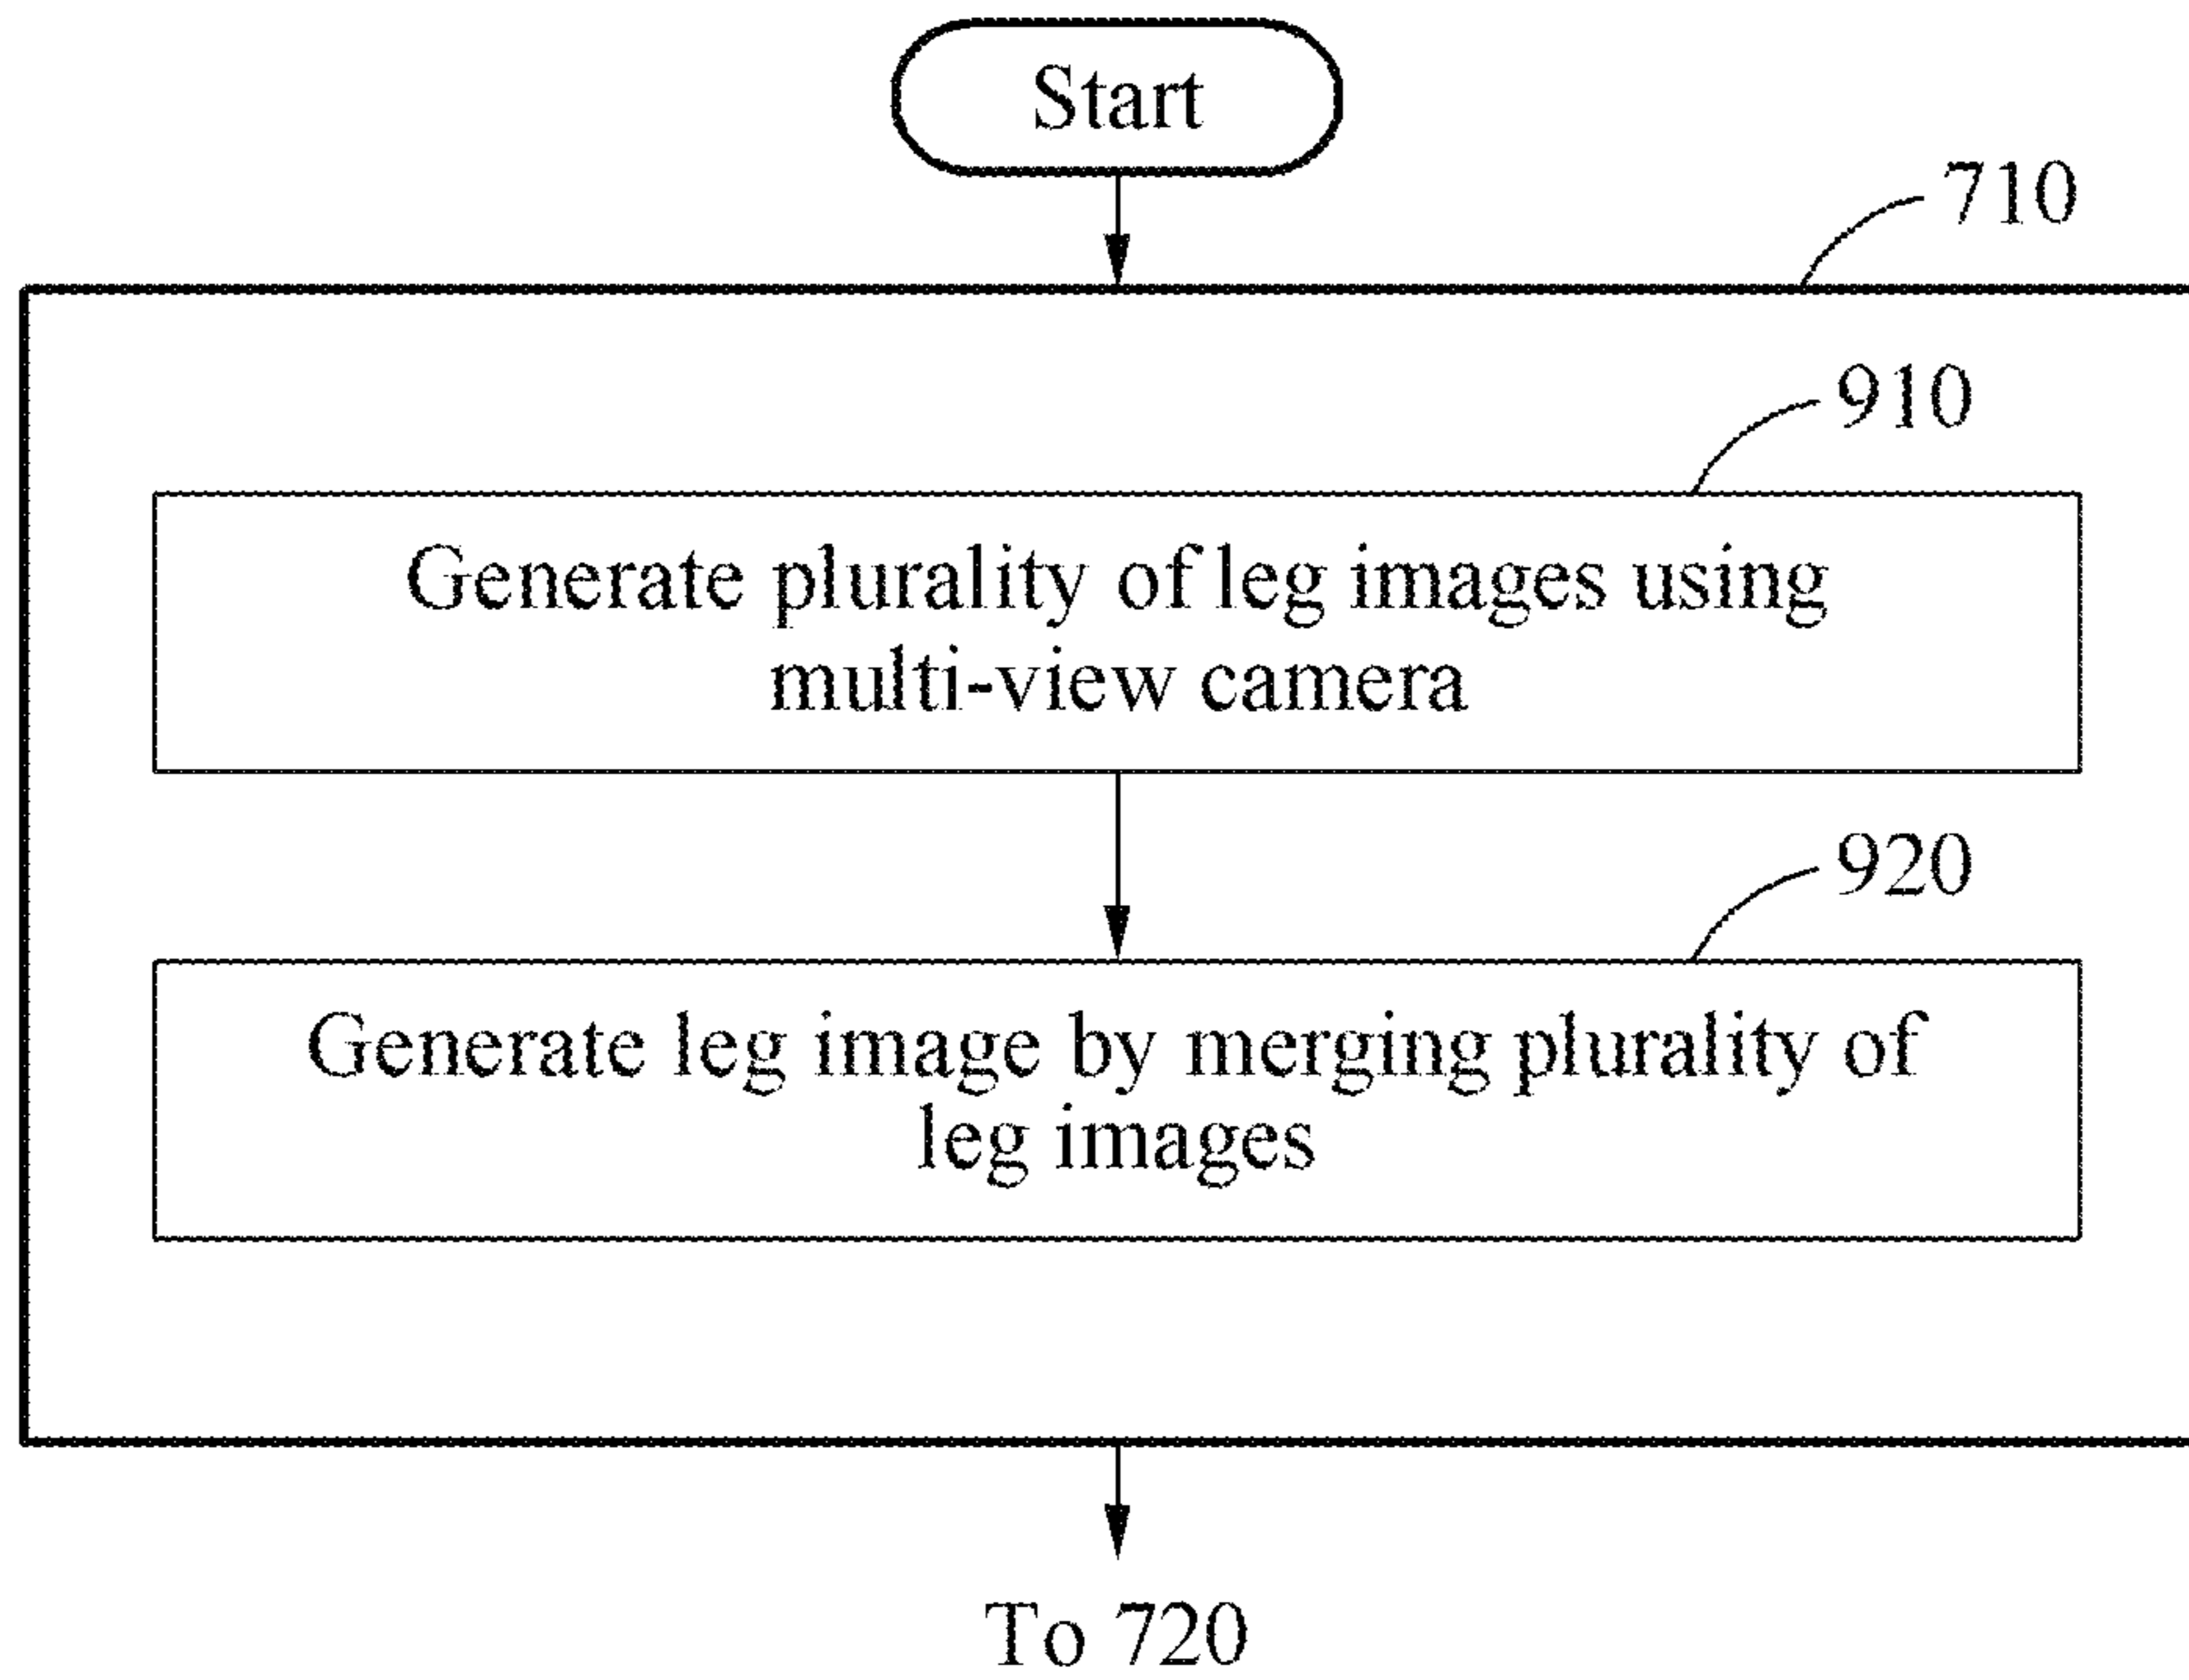 Start
710
910
Generate plurality of leg images using
multi-view camera
920
Generate leg image by merging plurality of
leg images
To 720